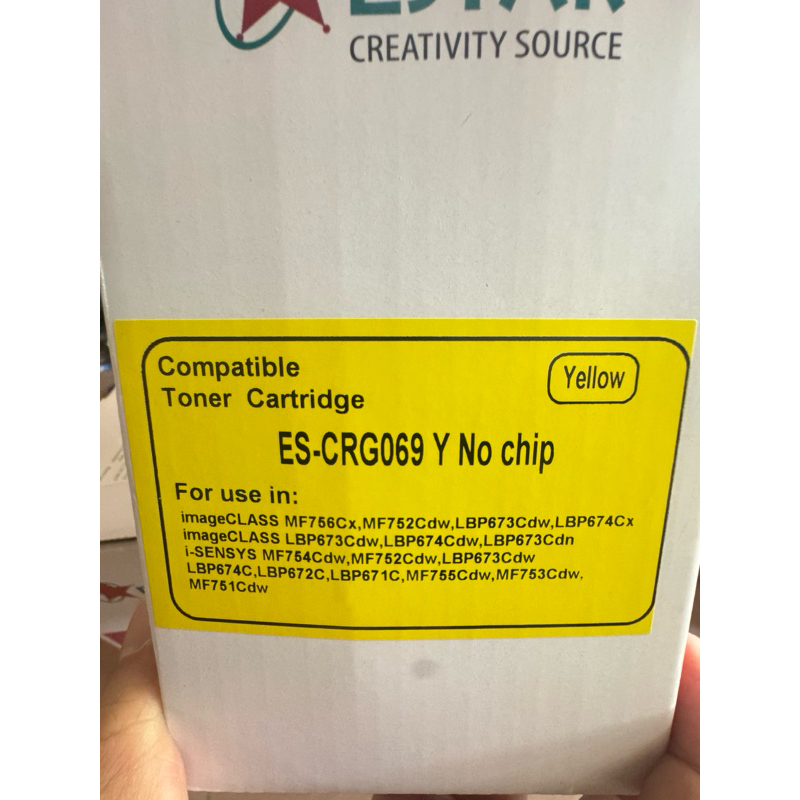 ESTAR
CREATIVITY SOURCE
Compatible
Toner Cartridge
Yellow
ES-CRG069 Y No chip
For use in:
imageCLASS MF756Cx,MF752Cdw,LBP673Cdw,LBP674Cx
imageCLASS LBP673Cdw,LBP674Cdw,LBP673Cdn
i-SENSYS MF754Cdw,MF752Cdw,LBP673Cdw
LBP674C,LBP672C,LBP671C,MF755Cdw,MF753Cdw,
MF751Cdw